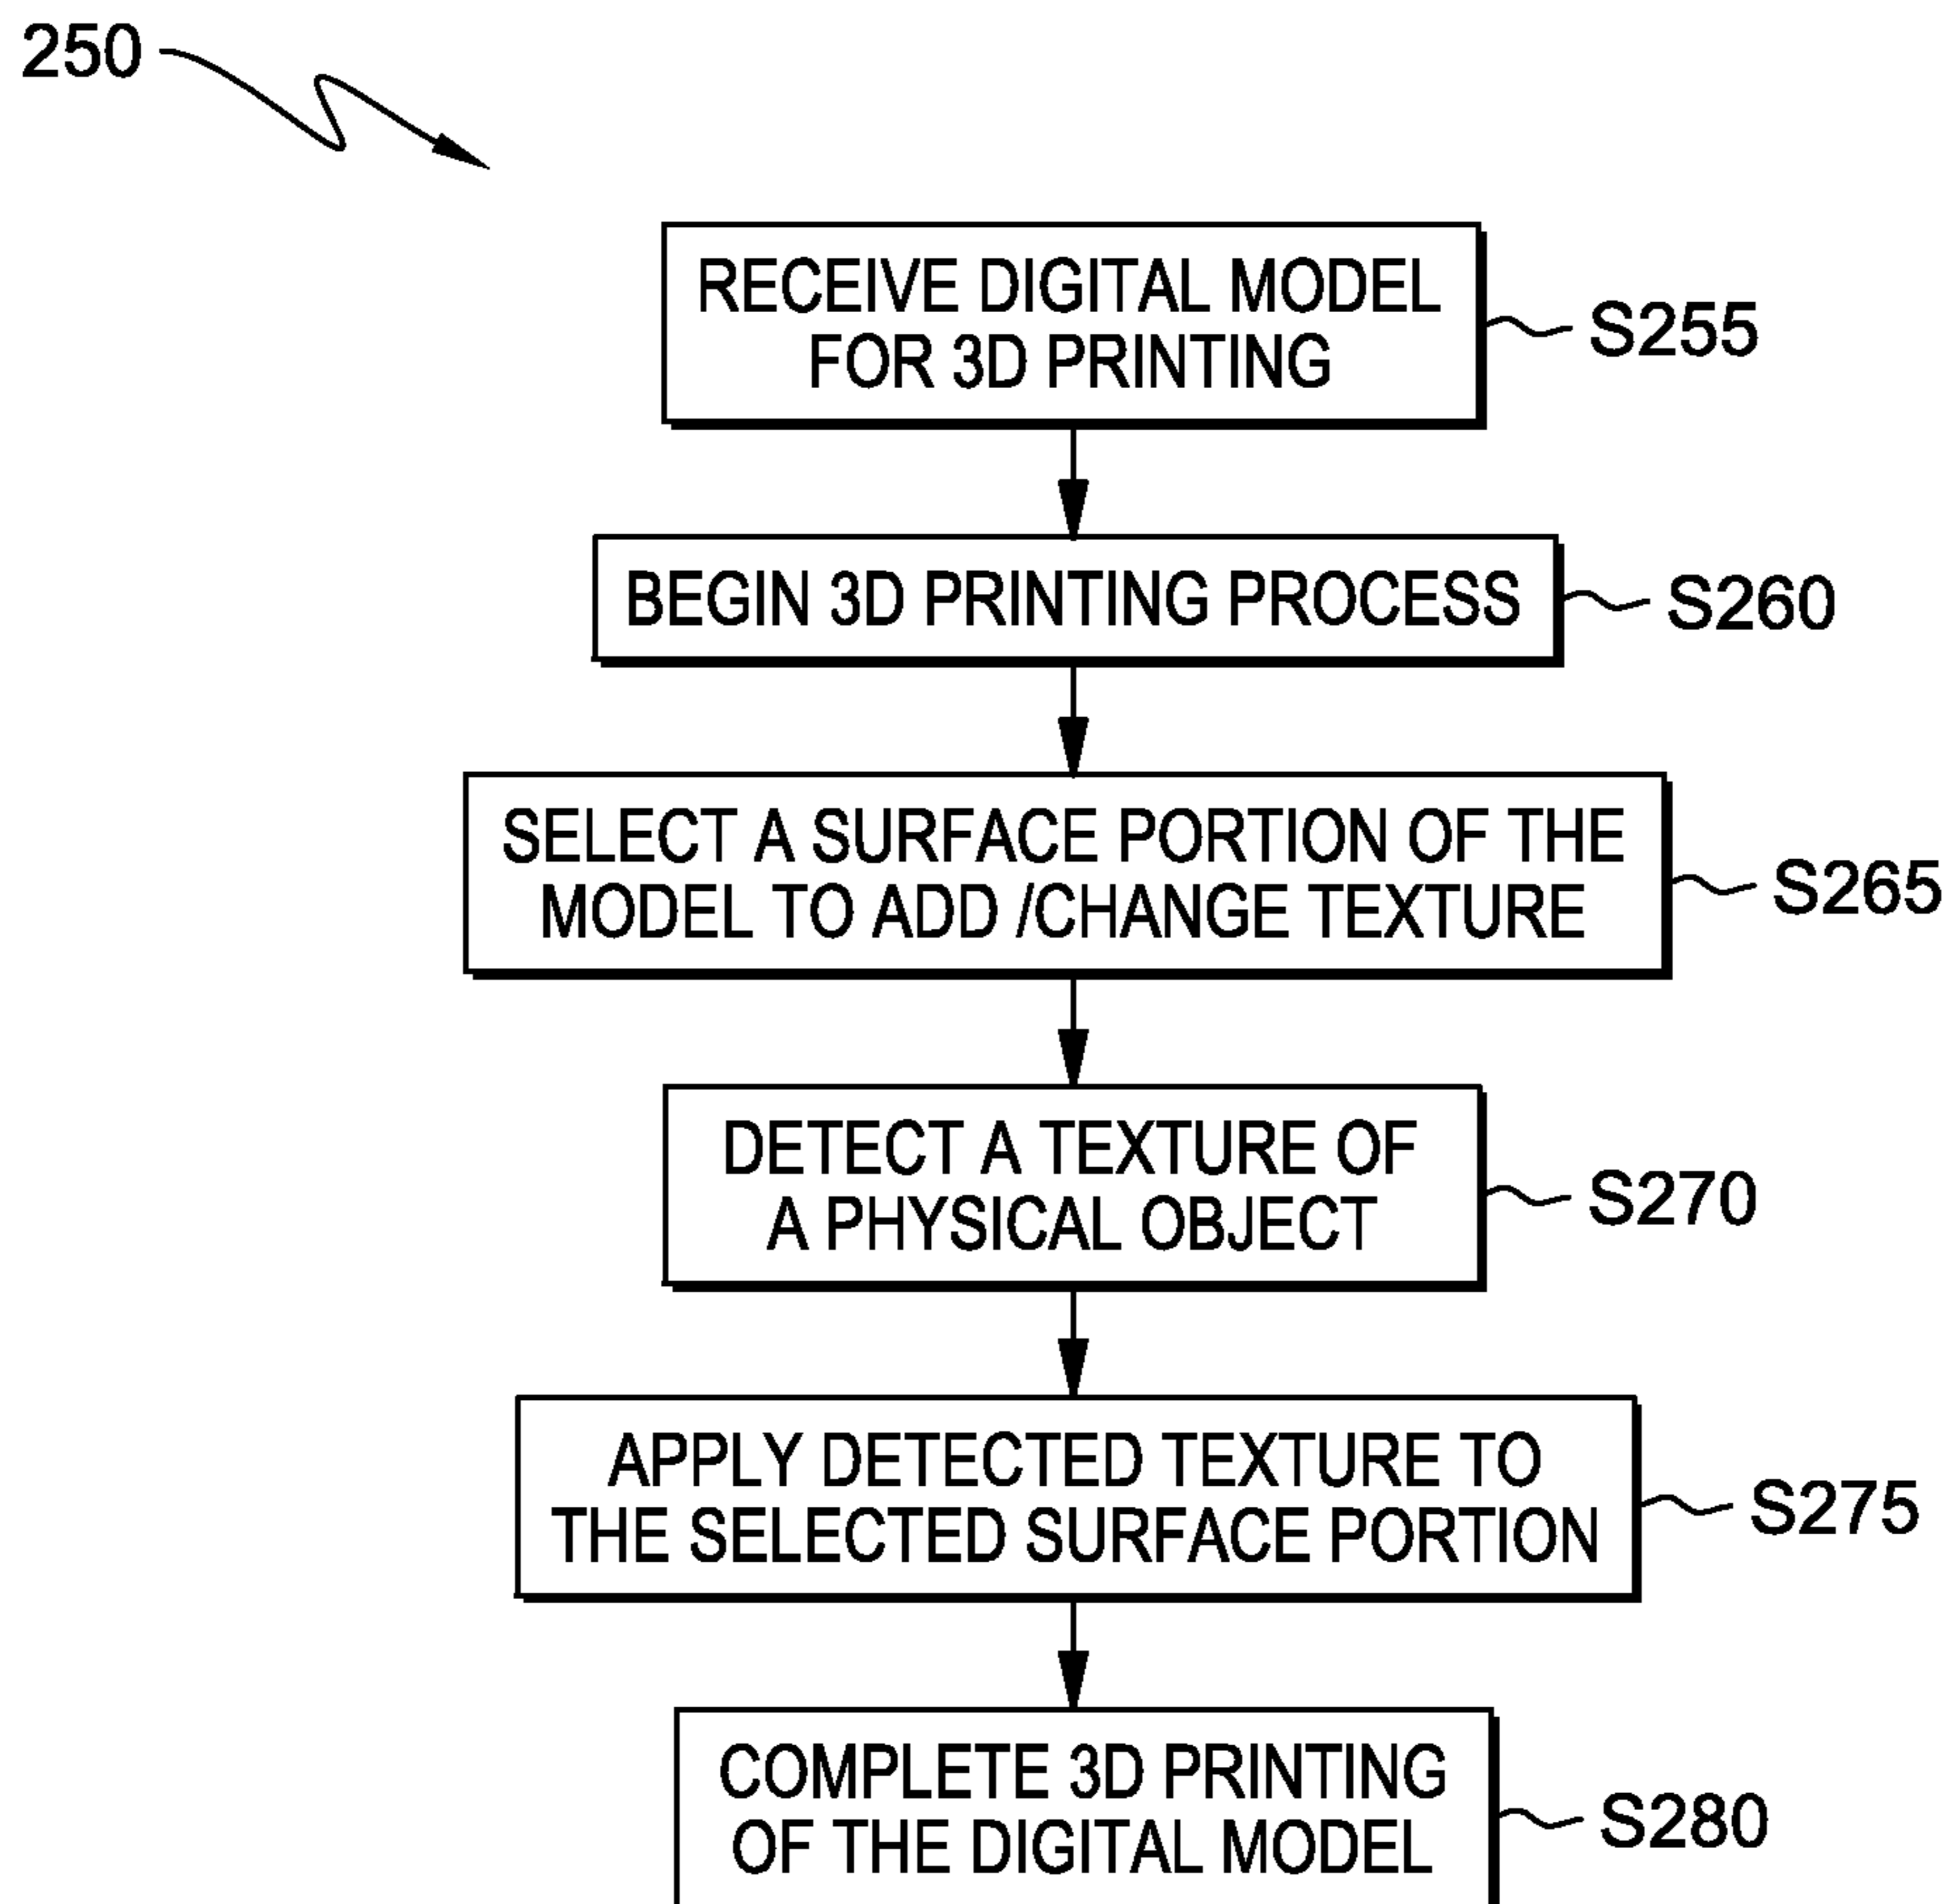 250
RECEIVE DIGITAL MODEL
FOR 3D PRINTING
S255
BEGIN 3D PRINTING PROCESS
S260
SELECT A SURFACE PORTION OF THE
MODEL TO ADD /CHANGE TEXTURE
S265
DETECT A TEXTURE OF
A PHYSICAL OBJECT
S270
APPLY DETECTED TEXTURE TO
THE SELECTED SURFACE PORTION
S275
COMPLETE 3D PRINTING
OF THE DIGITAL MODEL
S280